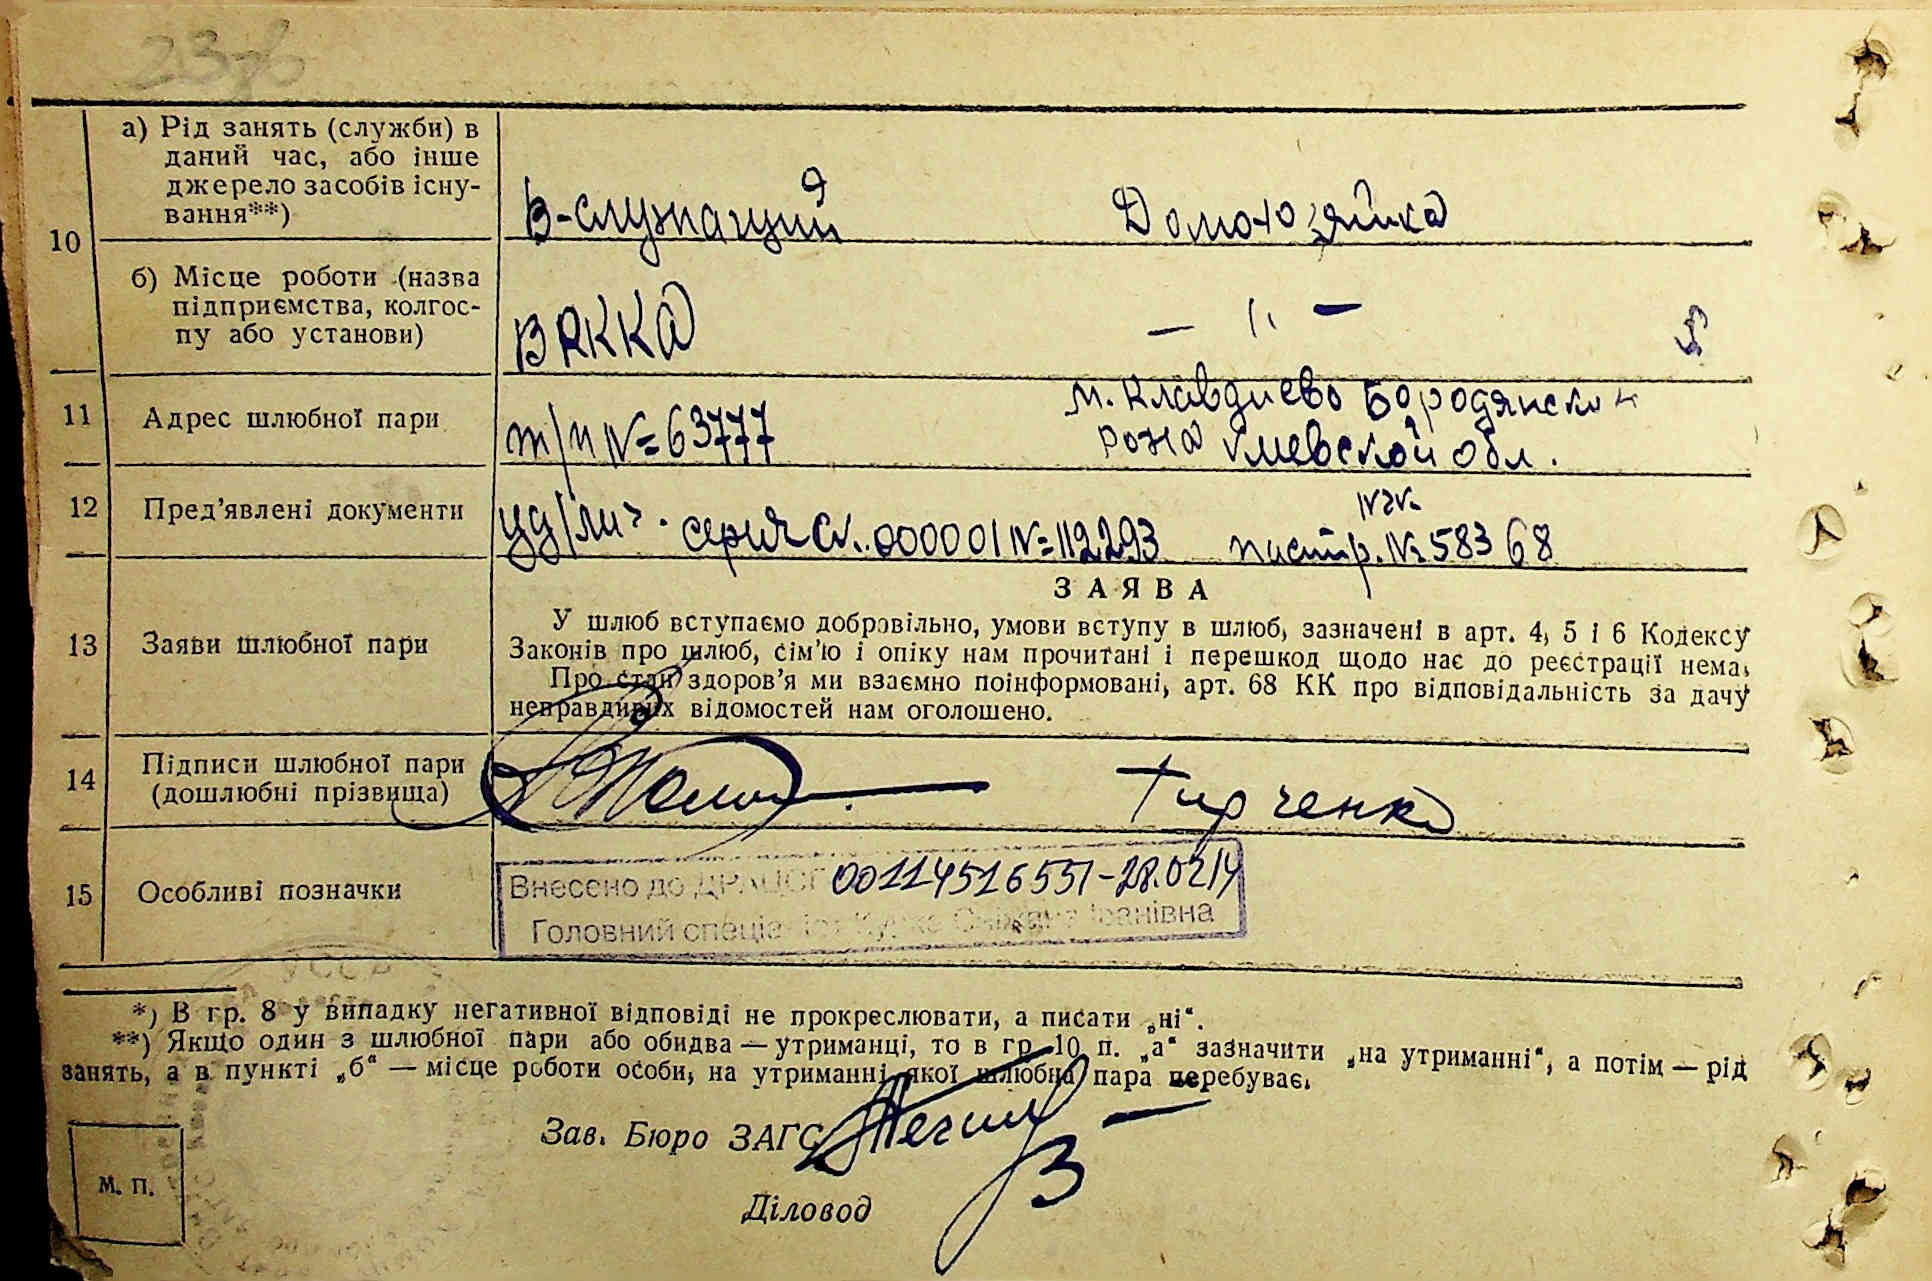 10
а) Рід занять (служби) в
даний час, або інше
джерело засобів існу-
вання**)
В-служащий
Домохозяйка
б) Місце роботи (назва
підприємства, колгос-
пу або установи)
В РККА
— 〃 —
11
Адрес шлюбної пари
п/п №=63777
м. Клавдиево Бородянского
р-она Киевской обл.
12
Пред'явлені документи
уд/лич. серия сл. 000001 №=112293
паспр. № 58368
13
Заяви шлюбної пари
ЗАЯВА
У шлюб вступаємо добровільно, умови вступу в шлюб, зазначені в арт. 4, 5 і 6 Кодексу
Законів про шлюб, сім'ю і опіку нам прочитані і перешкод щодо нас до реєстрації нема.
Про стан здоров'я ми взаємно поінформовані, арт. 68 КК про відповідальність за дачу
неправдивих відомостей нам оголошено.
14
Підписи шлюбної пари
(дошлюбні прізвища)
15
Особливі позначки
Внесено до ДРАЦСГ 00114516551-28.02.14
Головний спеціаліст Іванівна
*) В гр. 8 у випадку негативної відповіді не прокреслювати, а писати „ні“.
**) Якщо один з шлюбної пари або обидва — утриманці, то в гр. 10 п. „а“ зазначити „на утриманні“, а потім — рід
занять, а в пункті „б“ — місце роботи особи, на утриманні якої шлюбна пара перебуває.
Зав. Бюро ЗАГС
М. П.
Діловод